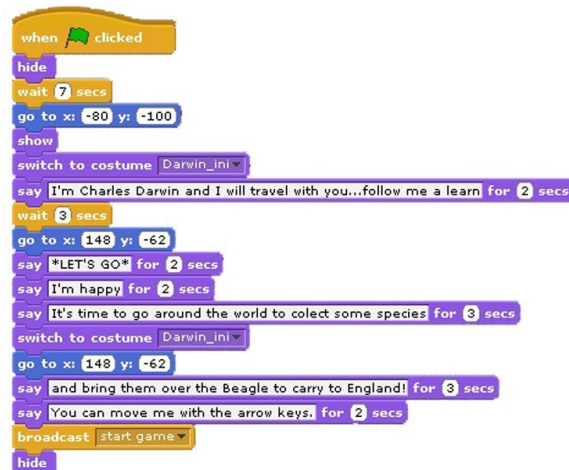 when clicked
hide
wait 7 secs
go to x: -80 y: -100
show
switch to costume Darwin_ini
say I'm Charles Darwin and I will travel with you...follow me a learn for 2 secs
wait 3 secs
go to x: 148 y: -62
say *LET'S GO* for 2 secs
say I'm happy for 2 secs
say It's time to go around the world to colect some species for 3 secs
switch to costume Darwin_ini
go to x: 148 y: -62
say and bring them over the Beagle to carry to England! for 3 secs
say You can move me with the arrow keys. for 2 secs
broadcast start game
hide